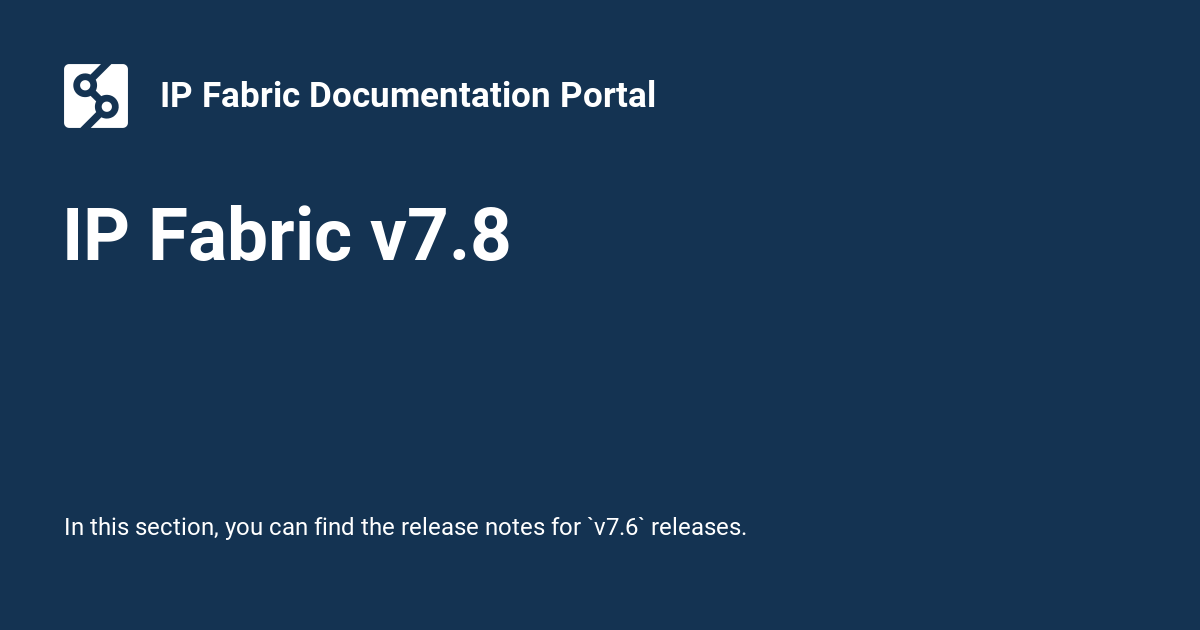 IP Fabric Documentation Portal
IP Fabric v7.8
In this section, you can find the release notes for `v7.6` releases.